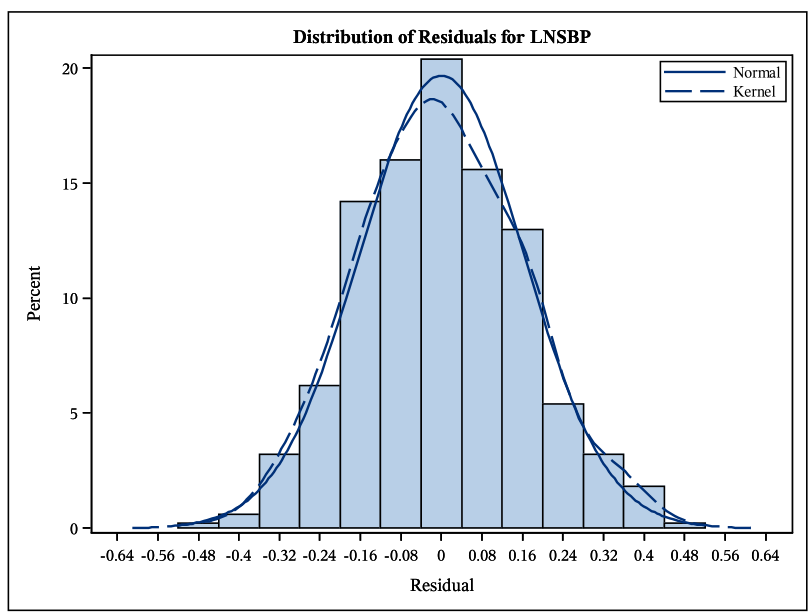 Distribution of Residuals for LNSBP
Normal
Kernel
20
15
10
5
0
Percent
-0.64 -0.56 -0.48 -0.4 -0.32 -0.24 -0.16 -0.08 0 0.08 0.16 0.24 0.32 0.4 0.48 0.56 0.64
Residual